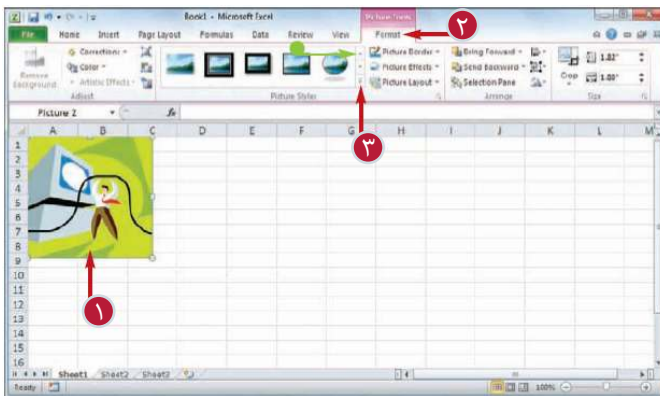 Book1 - Microsoft Excel
Picture Tools
File Home Insert Page Layout Formulas Data Review View Format
۲
Remove Background
Corrections
Color
Artistic Effects
Adjust
Picture Styles
Picture Border
Picture Effects
Picture Layout
Bring Forward
Send Backward
Selection Pane
Arrange
Crop
1.82"
1.80"
Size
۳
Picture 2 fx
A B C D E F G H I J K L M
1
2
3
4
5
6
7
8
9
10
11
12
13
14
15
16
۱
Sheet1 Sheet2 Sheet3
Ready 100%